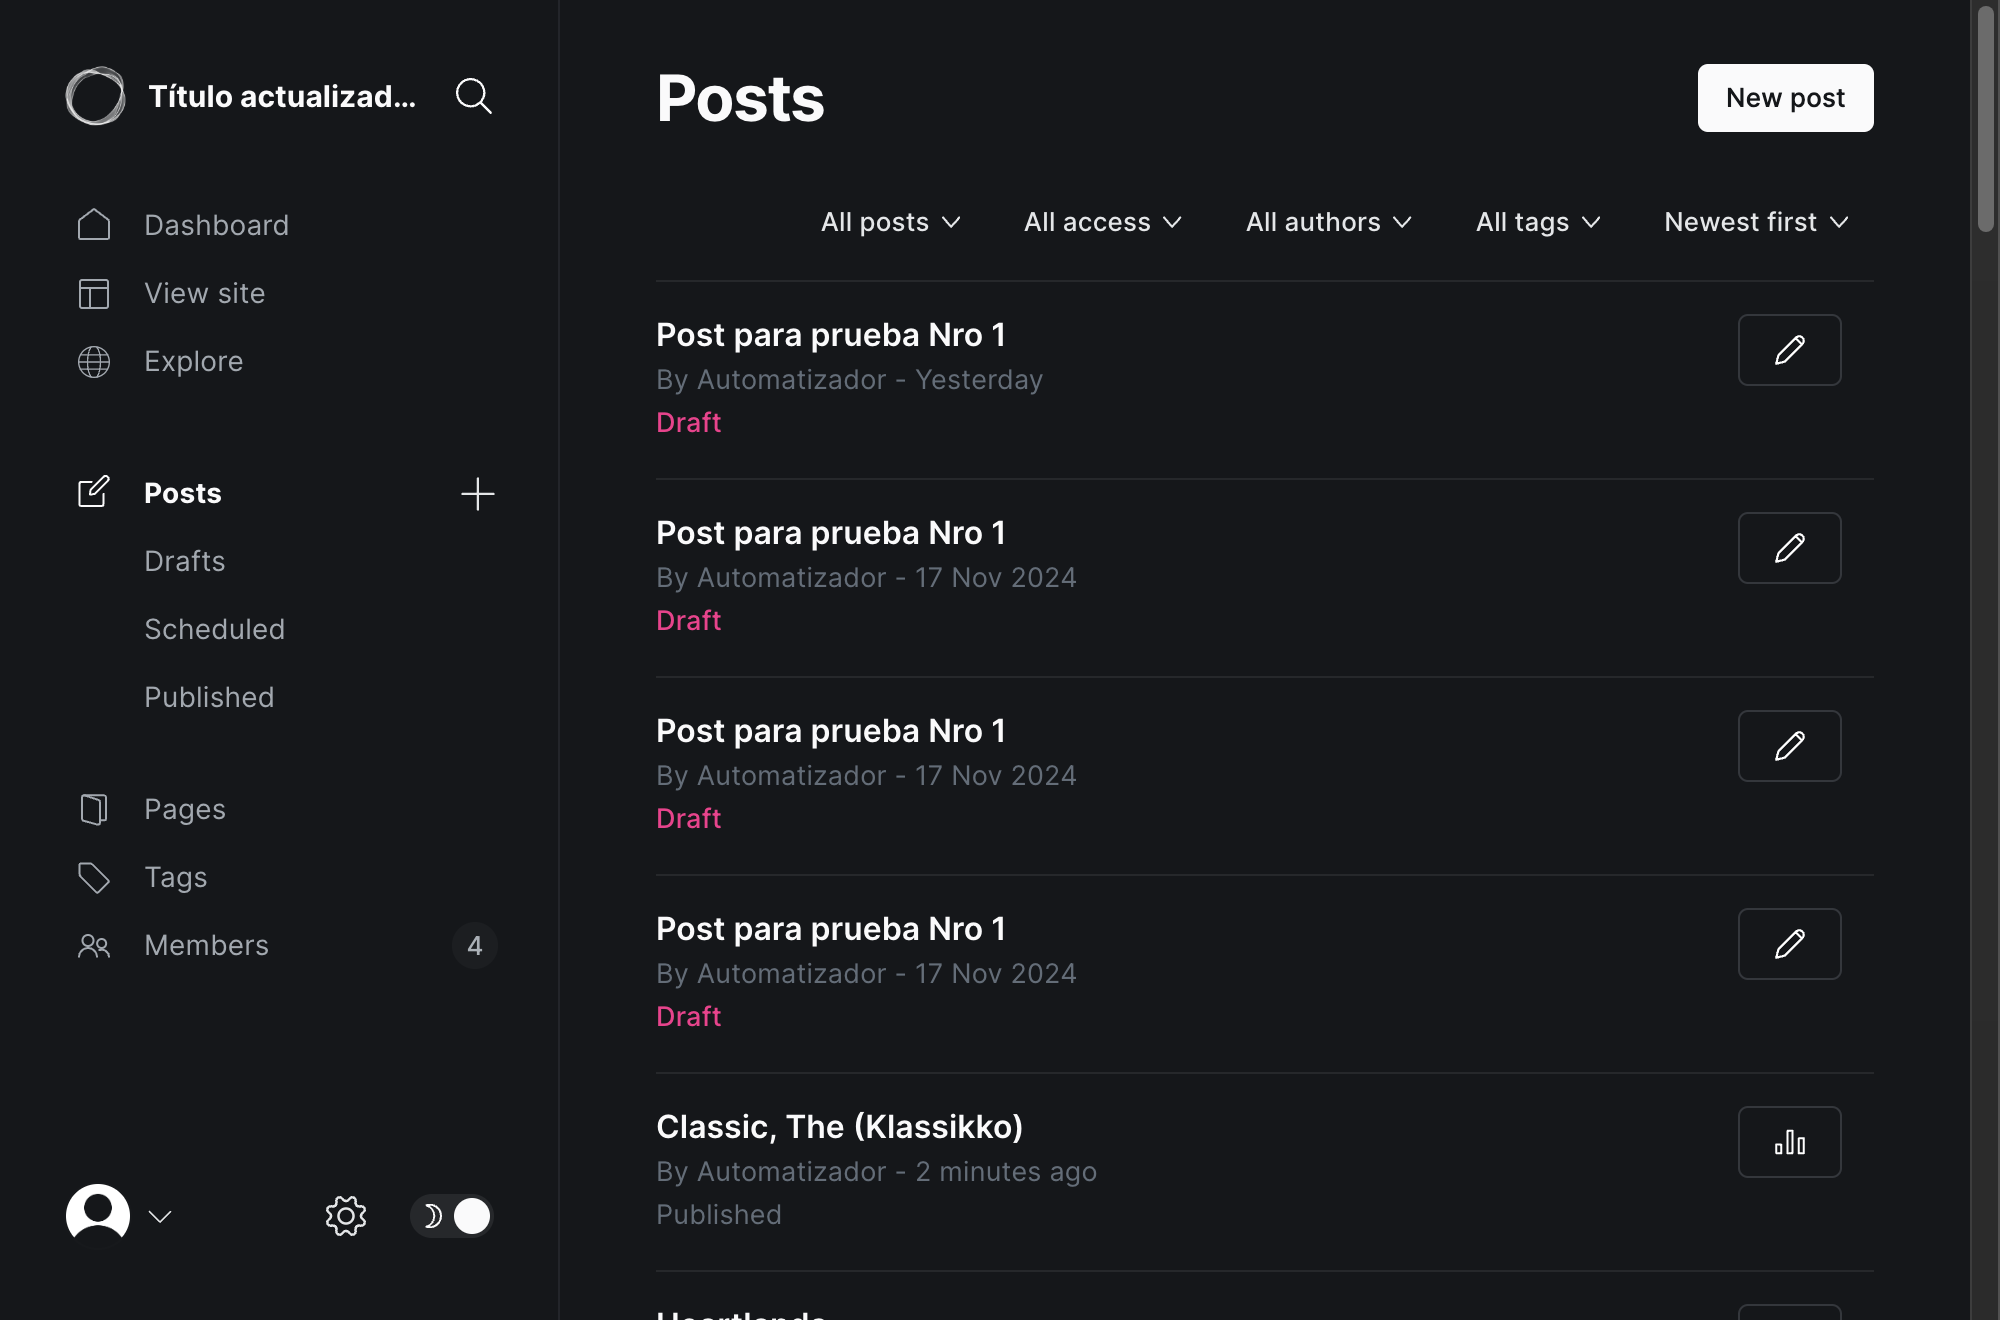 Título actualizad...
Dashboard
View site
Explore
Posts
Drafts
Scheduled
Published
Pages
Tags
Members
4
Posts
New post
All posts
All access
All authors
All tags
Newest first
Post para prueba Nro 1
By Automatizador - Yesterday
Draft
Post para prueba Nro 1
By Automatizador - 17 Nov 2024
Draft
Post para prueba Nro 1
By Automatizador - 17 Nov 2024
Draft
Post para prueba Nro 1
By Automatizador - 17 Nov 2024
Draft
Classic, The (Klassikko)
By Automatizador - 2 minutes ago
Published